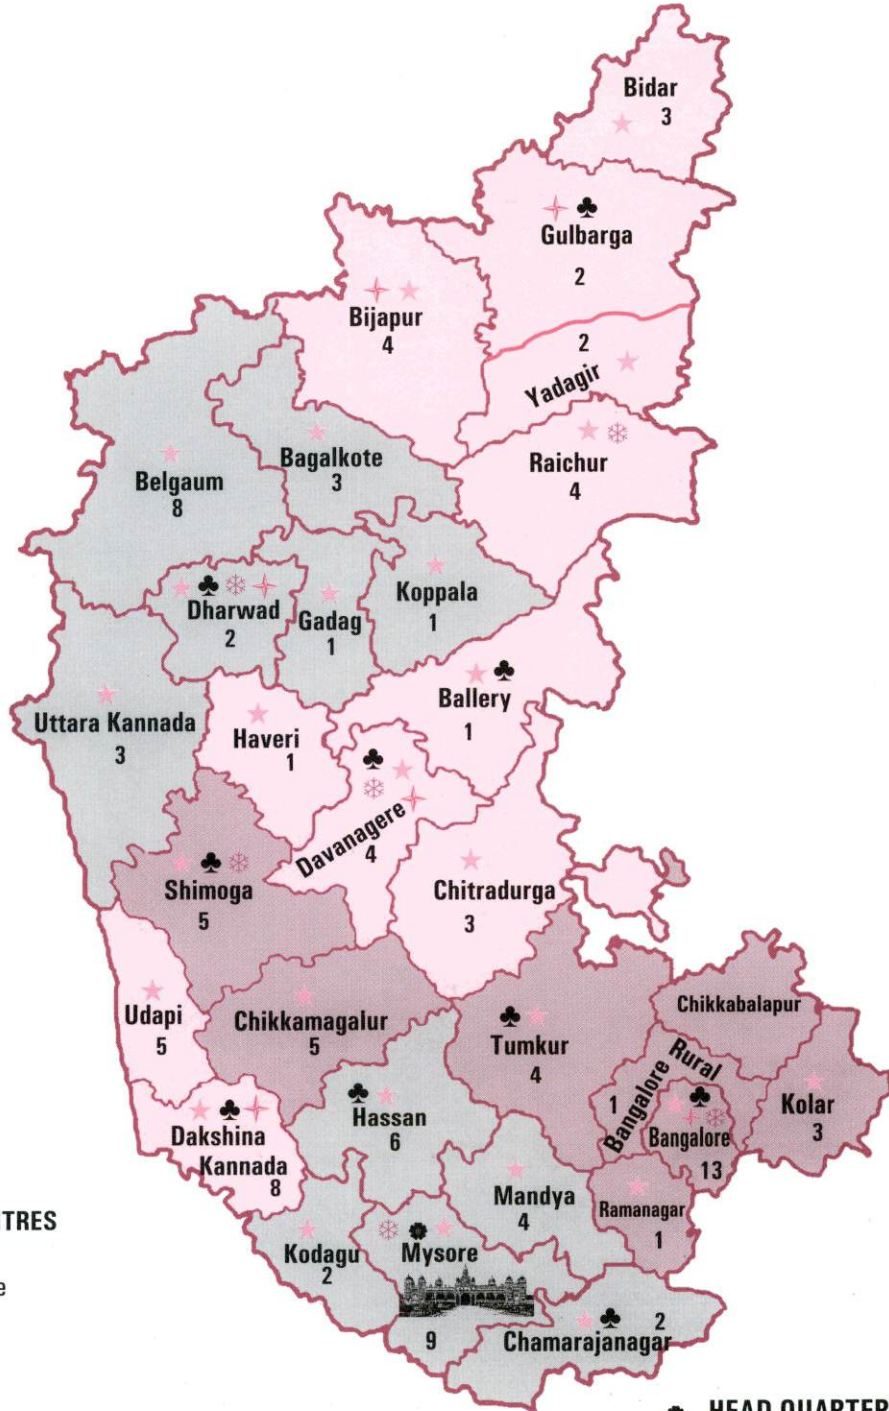 Bidar
3
Gulbarga
2
Bijapur
4
2
Yadagir
Raichur
4
Bagalkote
3
Belgaum
8
Dharwad
2
Gadag
1
Koppala
1
Ballery
1
Uttara Kannada
3
Haveri
1
Davanagere
4
Chitradurga
3
Shimoga
5
Udapi
5
Chikkamagalur
5
Tumkur
4
Chikkabalapur
Bangalore Rural
1
Bangalore
13
Kolar
3
Hassan
6
Dakshina
Kannada
8
Mandya
4
Ramanagar
1
Kodagu
2
Mysore
9
Chamarajanagar
2
NTRES
e
HEAD QUARTER